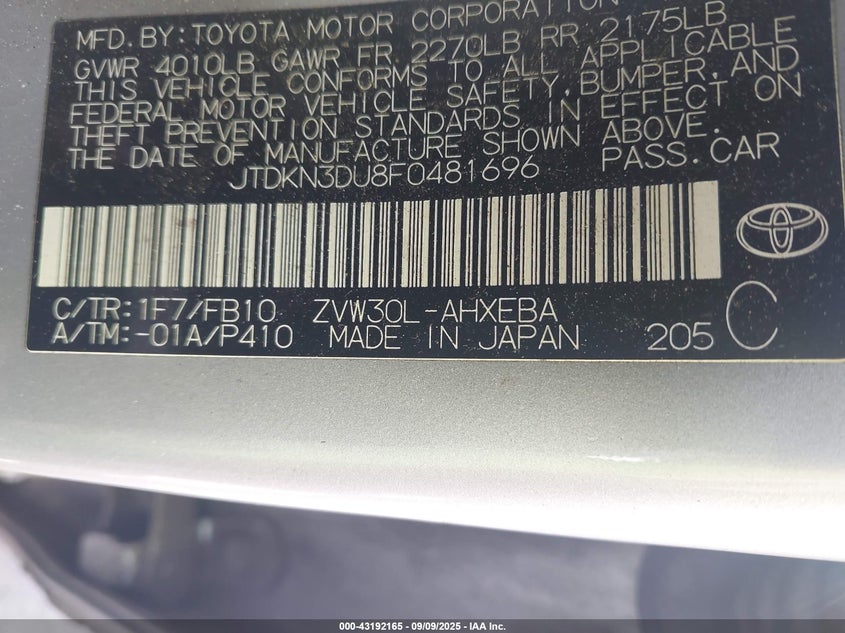 MFD. BY: TOYOTA MOTOR CORPORATION
GVWR 4010LB GAWR FR 2270LB RR 2175LB
THIS VEHICLE CONFORMS TO ALL APPLICABLE
FEDERAL MOTOR VEHICLE SAFETY, BUMPER, AND
THEFT PREVENTION STANDARDS IN EFFECT ON
THE DATE OF MANUFACTURE SHOWN ABOVE.
JTDKN3DU8F0481696 PASS. CAR
C/TR: 1F7/FB10 ZVW30L-AHXEBA
A/TM: -01A/P410 MADE IN JAPAN 205 C
000-43192165 - 09/09/2025 - IAA Inc.